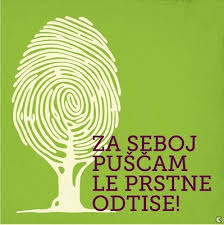 ZA SEBOJ
PUŠČAM
LE PRSTNE
ODTISE!